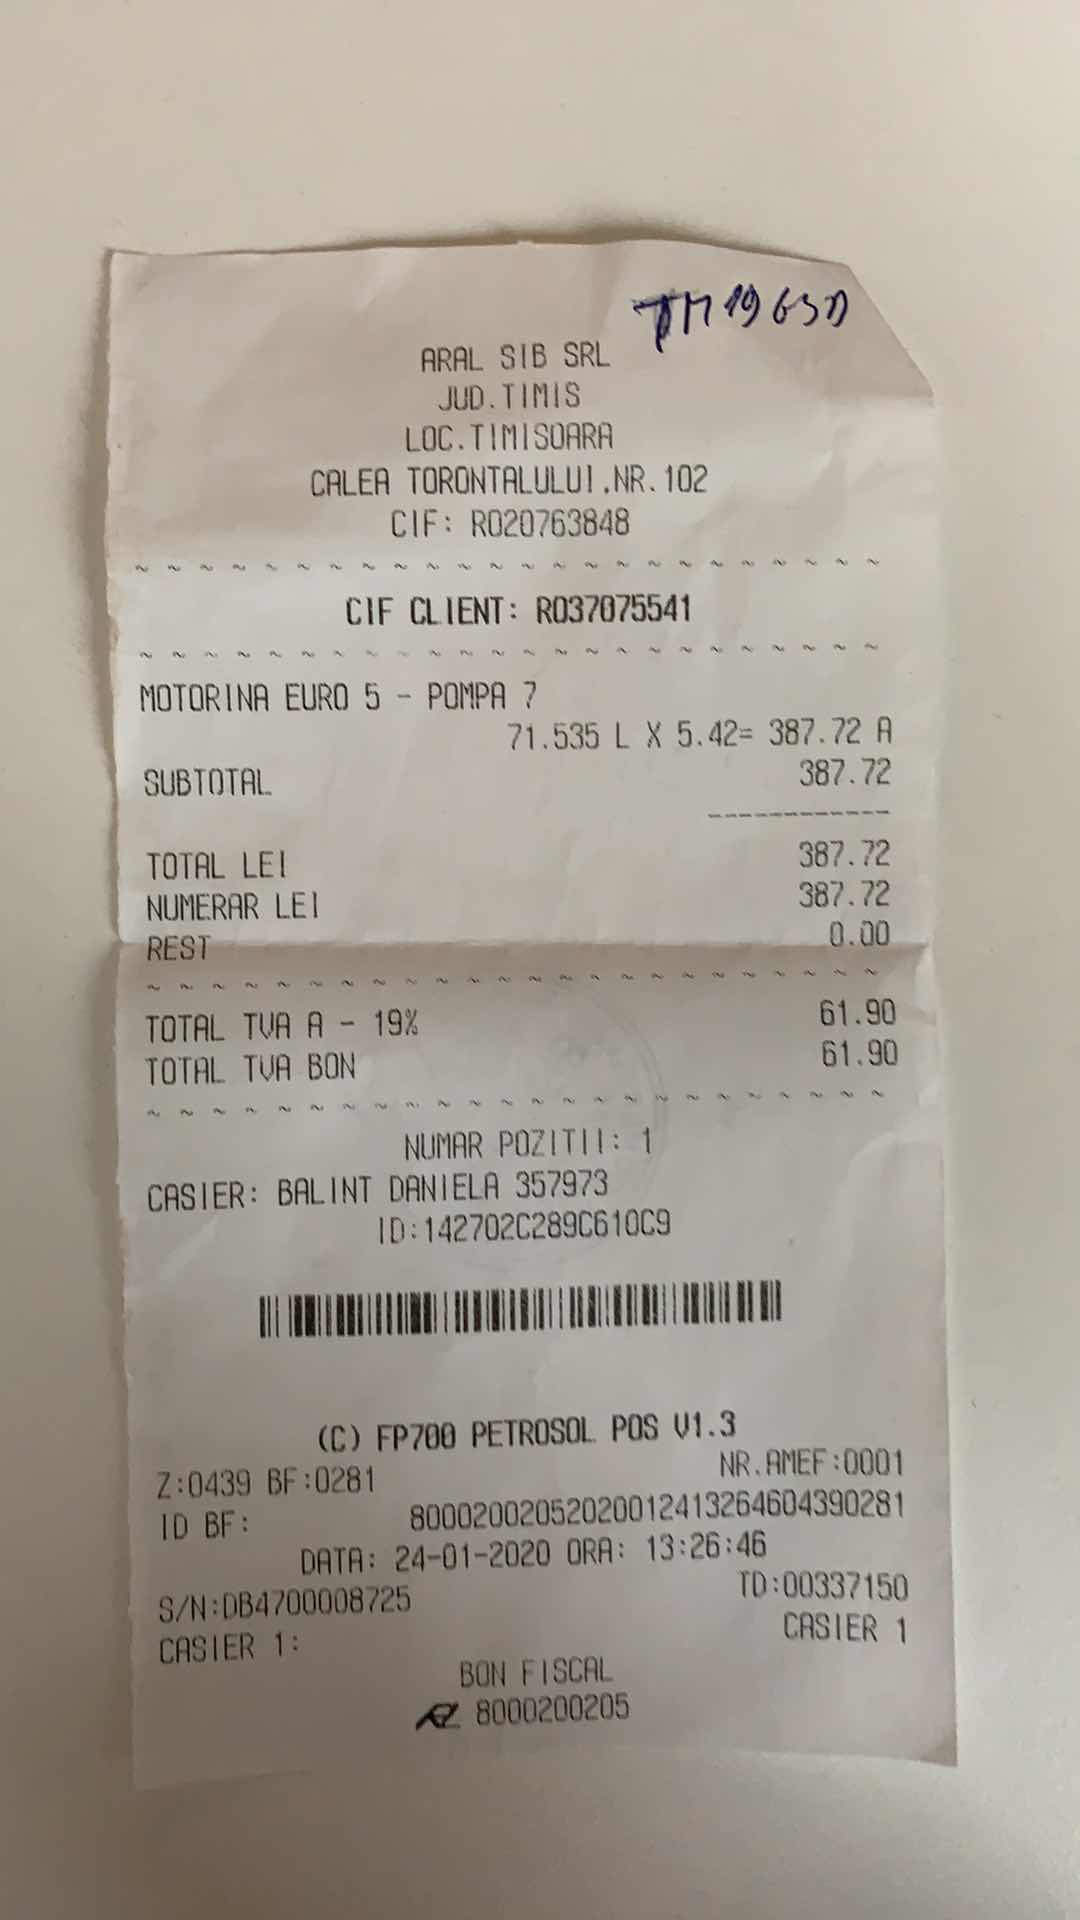 TM19GSD
ARAL SIB SRL
JUD.TIMIS
LOC.TIMISOARA
CALEA TORONTALULUI.NR.102
CIF: RO20763848
CIF CLIENT: RO37075541
MOTORINA EURO 5 - POMPA 7
71.535 L X 5.42= 387.72 A
SUBTOTAL 387.72
TOTAL LEI 387.72
NUMERAR LEI 387.72
REST 0.00
TOTAL TVA A - 19% 61.90
TOTAL TVA BON 61.90
NUMAR POZITII: 1
CASIER: BALINT DANIELA 357973
ID:142702C289C610C9
(C) FP700 PETROSOL POS V1.3
Z:0439 BF:0281 NR.AMEF:0001
ID BF: 8000200205202001241326460439​0281
DATA: 24-01-2020 ORA: 13:26:46
S/N:DB4700008725 TD:00337150
CASIER 1: CASIER 1
BON FISCAL
8000200205